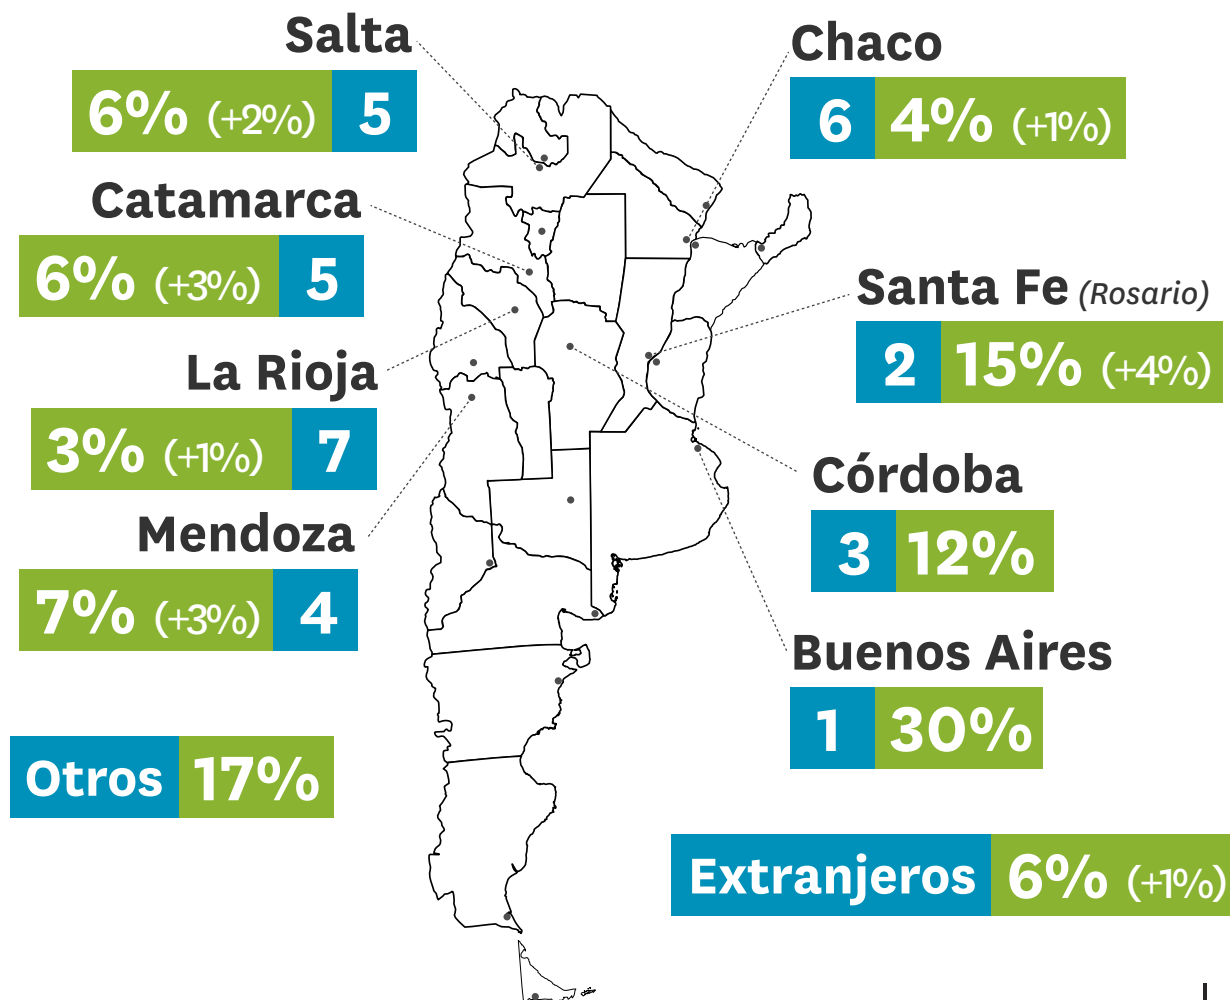 Salta
6% (+2%) 5
Catamarca
6% (+3%) 5
La Rioja
3% (+1%) 7
Mendoza
7% (+3%) 4
Otros 17%
Chaco
6 4% (+1%)
Santa Fe (Rosario)
2 15% (+4%)
Córdoba
3 12%
Buenos Aires
1 30%
Extranjeros 6% (+1%)